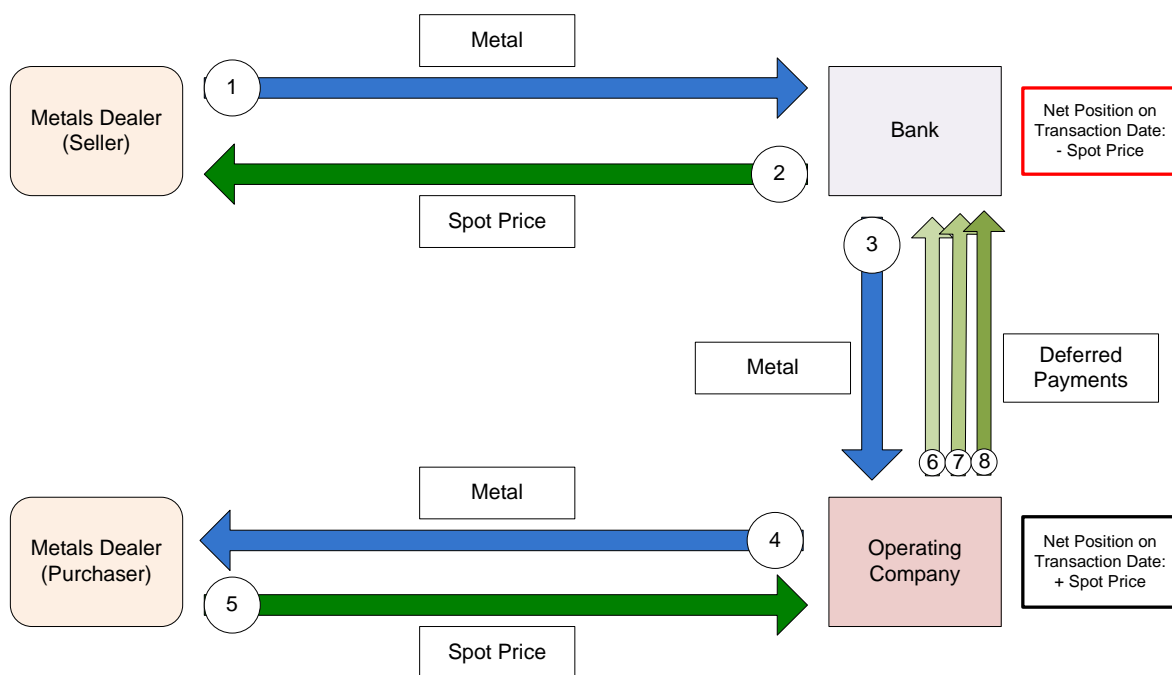 Metal
1
Metals Dealer
(Seller)
Bank
Net Position on
Transaction Date:
- Spot Price
2
Spot Price
3
Metal
Deferred
Payments
6
7
8
Metal
Metals Dealer
(Purchaser)
4
Operating
Company
Net Position on
Transaction Date:
+ Spot Price
5
Spot Price